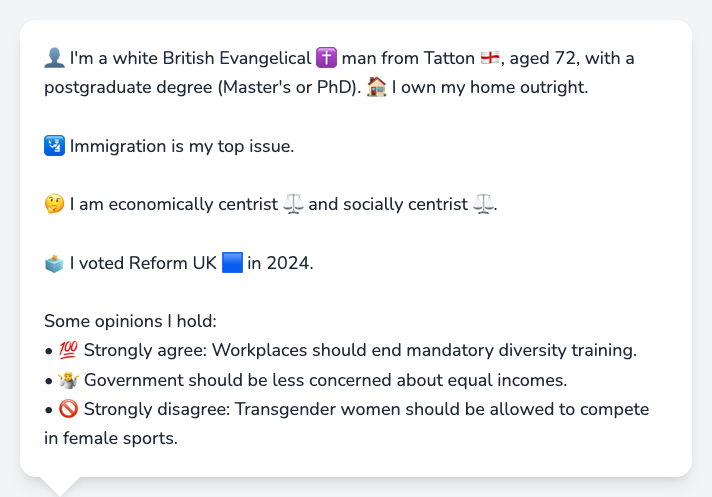 👤 I'm a white British Evangelical ✝️ man from Tatton 🏴󠁧󠁢󠁥󠁮󠁧󠁿, aged 72, with a
postgraduate degree (Master's or PhD). 🏠 I own my home outright.
🛂 Immigration is my top issue.
🤔 I am economically centrist ⚖️ and socially centrist ⚖️.
🗳️ I voted Reform UK 🟦 in 2024.
Some opinions I hold:
• 💯 Strongly agree: Workplaces should end mandatory diversity training.
• 🤷 Government should be less concerned about equal incomes.
• 🚫 Strongly disagree: Transgender women should be allowed to compete
in female sports.